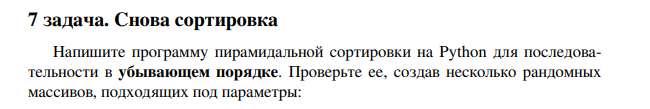 7 задача. Снова сортировка
Напишите программу пирамидальной сортировки на Python для последова-
тельности в убывающем порядке. Проверьте ее, создав несколько рандомных
массивов, подходящих под параметры: